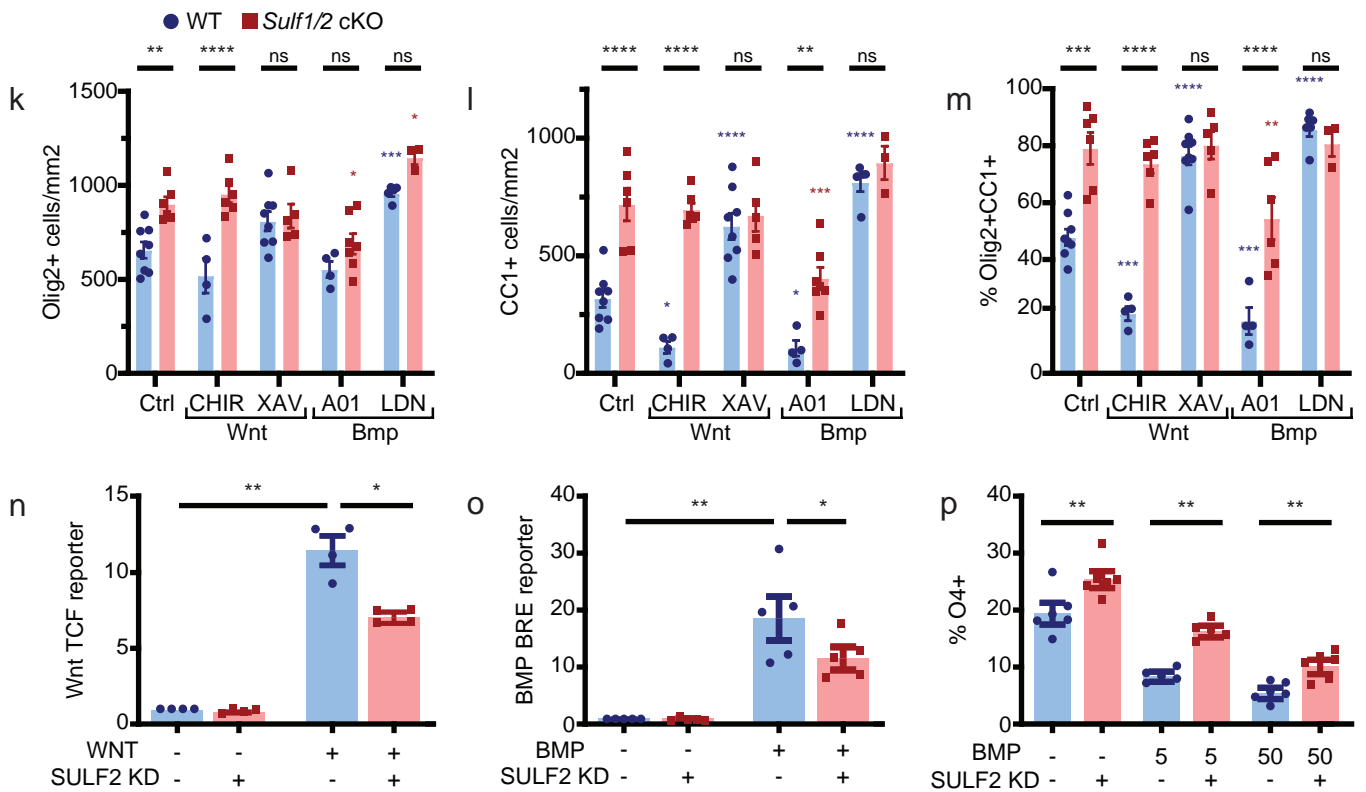 WT Sulf1/2 cKO
k
** **** ns ns ns
Olig2+ cells/mm2
1500
1000
500
0
* *** *
Ctrl CHIR XAV A01 LDN
Wnt Bmp
l
**** **** ns ** ns
CC1+ cells/mm2
1000
500
0
* **** * *** ****
Ctrl CHIR XAV A01 LDN
Wnt Bmp
m
*** **** ns **** ns
% Olig2+CC1+
100
80
60
40
20
0
*** **** *** ** ****
Ctrl CHIR XAV A01 LDN
Wnt Bmp
n
** *
Wnt TCF reporter
15
10
5
0
WNT - - + +
SULF2 KD - + - +
o
** *
BMP BRE reporter
40
30
20
10
0
BMP - - + +
SULF2 KD - + - +
p
** ** **
% O4+
40
30
20
10
0
BMP - - 5 5 50 50
SULF2 KD - + - + - +